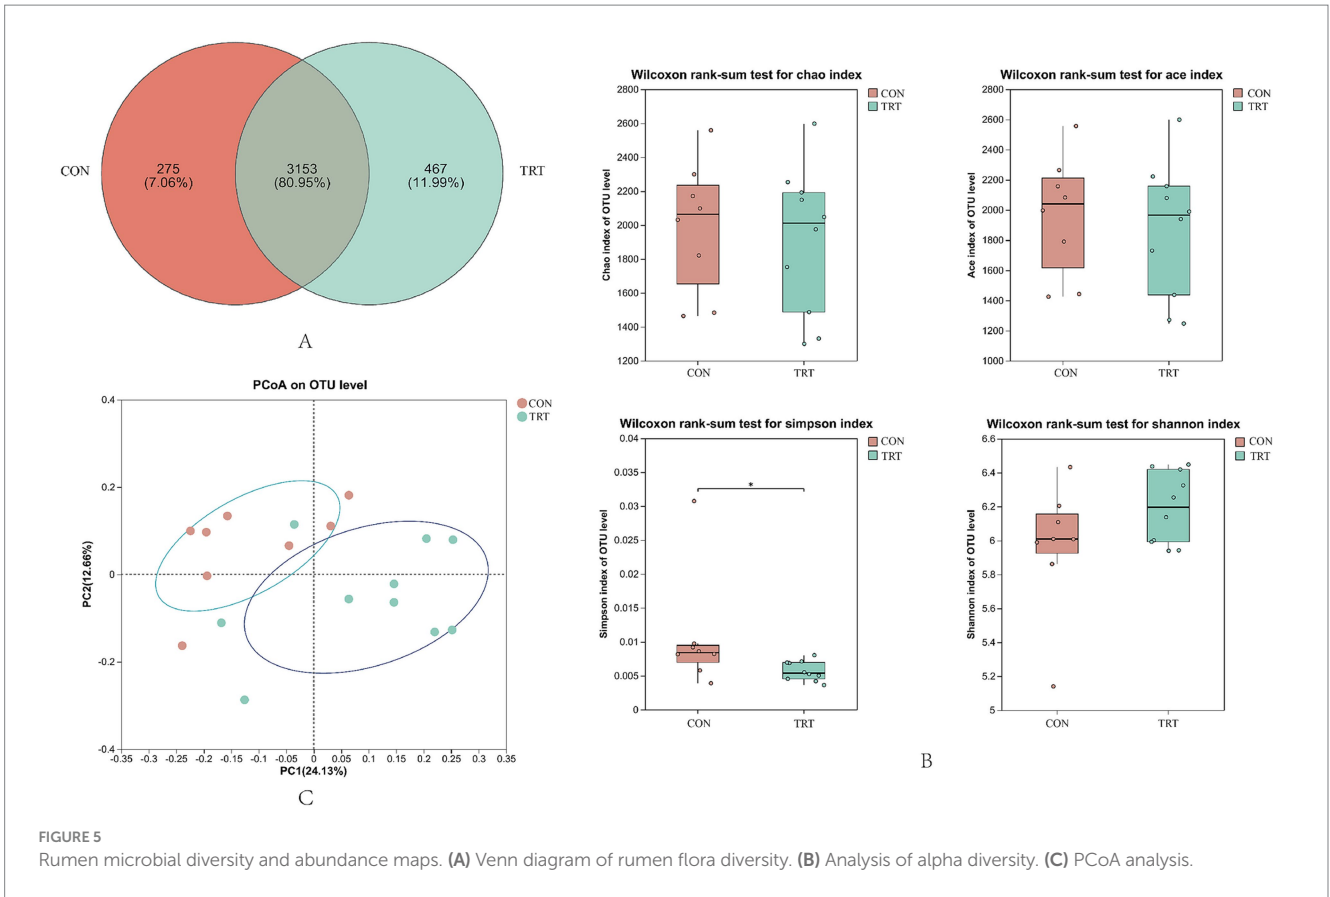 CON
275
(7.06%)
3153
(80.95%)
467
(11.99%)
TRT
A
Wilcoxon rank-sum test for chao index
CON
TRT
Chao index of OTU level
2800
2600
2400
2200
2000
1800
1600
1400
1200
CON
TRT
Wilcoxon rank-sum test for ace index
CON
TRT
Ace index of OTU level
2800
2600
2400
2200
2000
1800
1600
1400
1200
1000
CON
TRT
Wilcoxon rank-sum test for simpson index
CON
TRT
Simpson index of OTU level
0.04
0.035
0.03
0.025
0.02
0.015
0.01
0.005
0
*
CON
TRT
Wilcoxon rank-sum test for shannon index
CON
TRT
Shannon index of OTU level
6.6
6.4
6.2
6
5.8
5.6
5.4
5.2
5
CON
TRT
B
PCoA on OTU level
CON
TRT
PC2(12.66%)
0.4
0.2
0
-0.2
-0.4
-0.35 -0.3 -0.25 -0.2 -0.15 -0.1 -0.05 0 0.05 0.1 0.15 0.2 0.25 0.3 0.35
PC1(24.13%)
C
FIGURE 5
Rumen microbial diversity and abundance maps. (A) Venn diagram of rumen flora diversity. (B) Analysis of alpha diversity. (C) PCoA analysis.